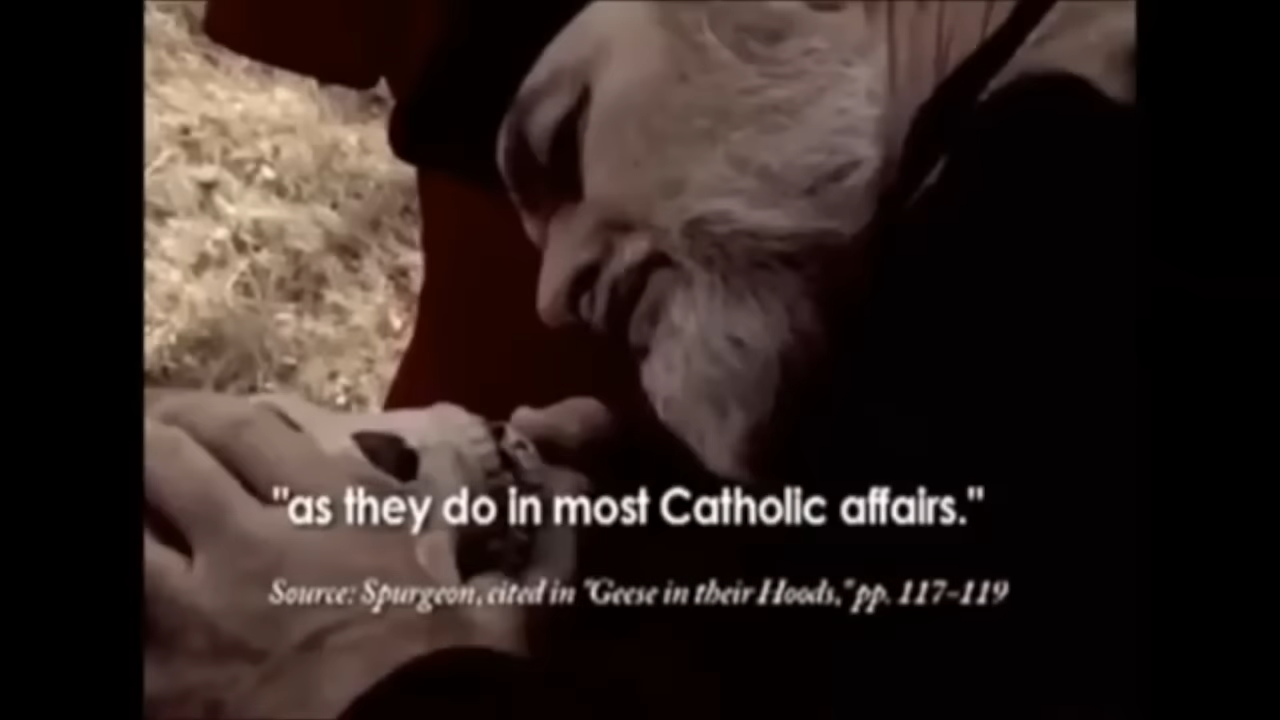 "as they do in most Catholic affairs."
Source: Spurgeon, cited in "Geese in their Hoods," pp. 117-119